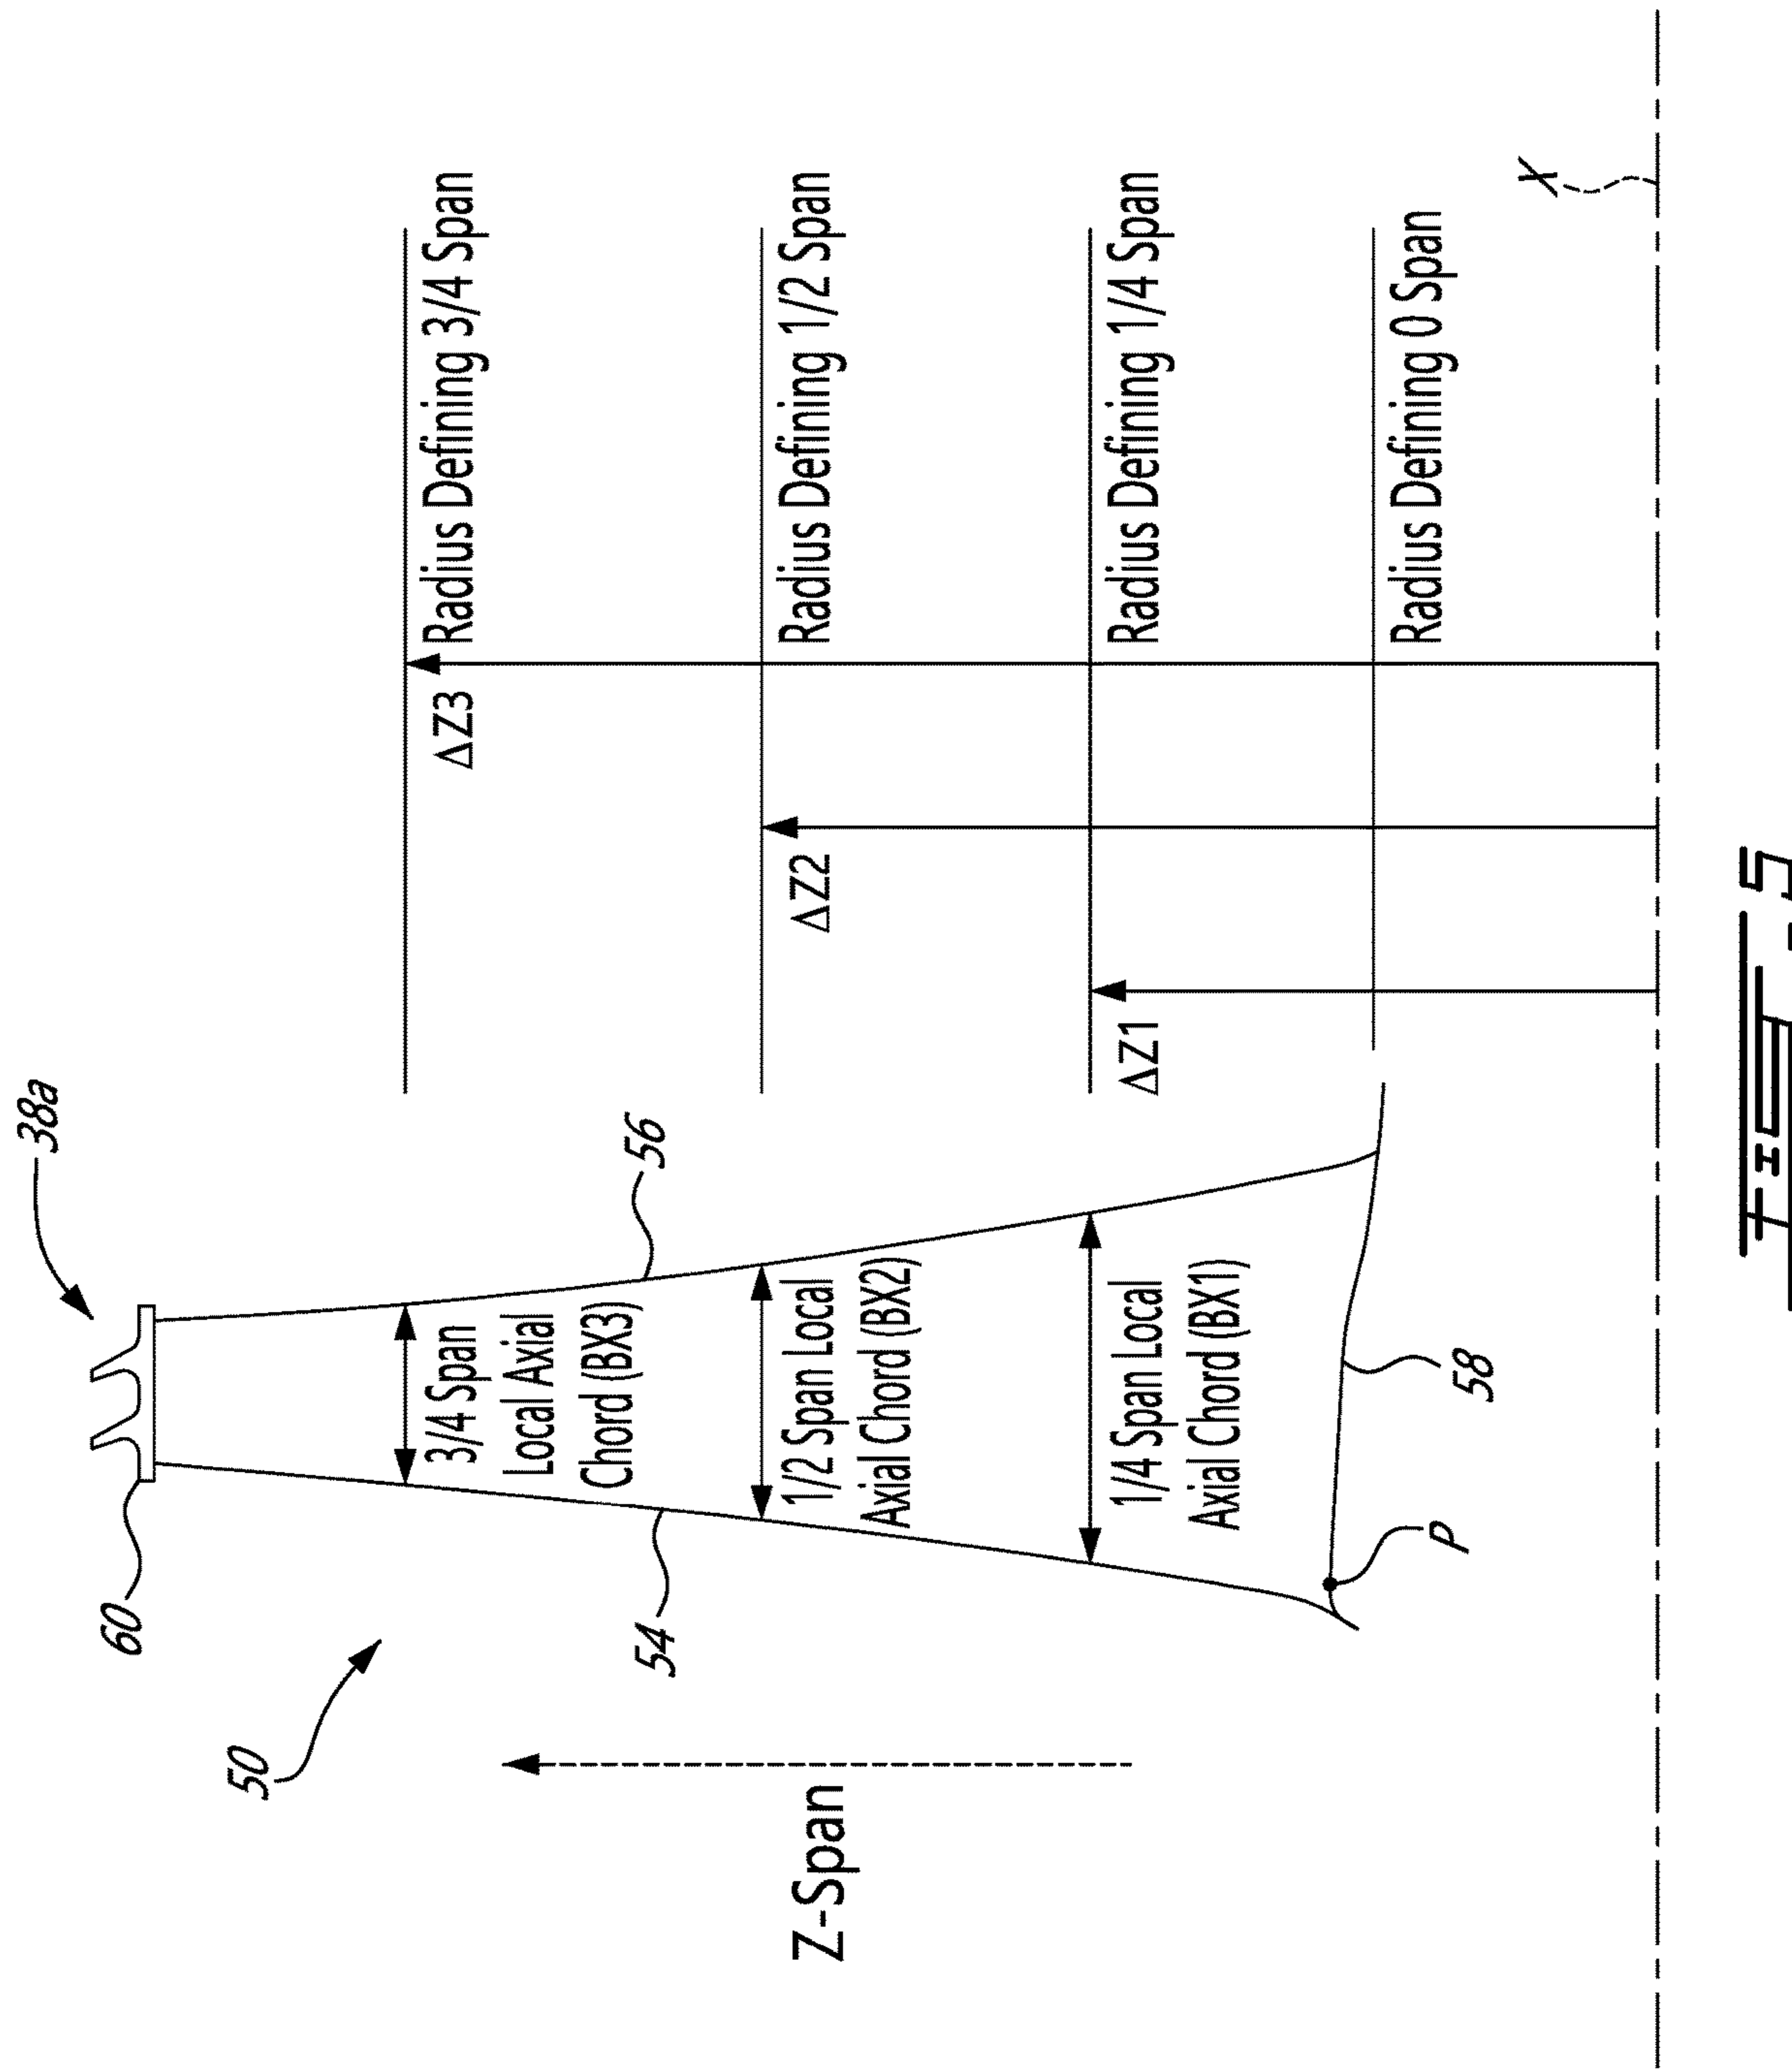 38a
60
50
Z-Span
54
56
3/4 Span
Local Axial
Chord (BX3)
1/2 Span Local
Axial Chord (BX2)
1/4 Span Local
Axial Chord (BX1)
P
58
ΔZ3
Radius Defining 3/4 Span
ΔZ2
Radius Defining 1/2 Span
ΔZ1
Radius Defining 1/4 Span
Radius Defining 0 Span
X
FIG. 5